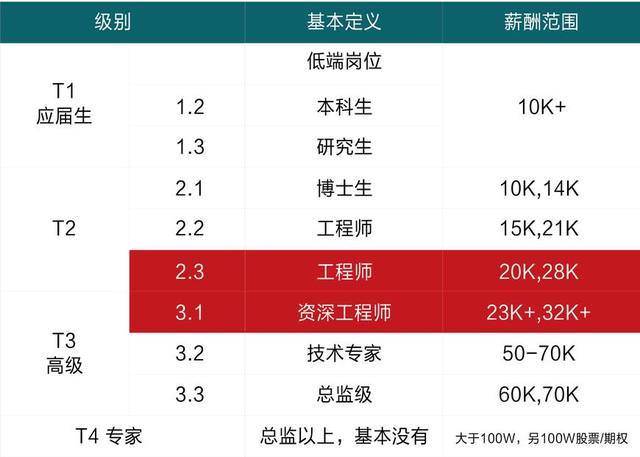 级别 基本定义 薪酬范围
低端岗位
T1
应届生
1.2 本科生 10K+
1.3 研究生
2.1 博士生 10K,14K
T2 2.2 工程师 15K,21K
2.3 工程师 20K,28K
3.1 资深工程师 23K+,32K+
T3
高级
3.2 技术专家 50-70K
3.3 总监级 60K,70K
T4 专家 总监以上，基本没有 大于100W，另100W股票/期权